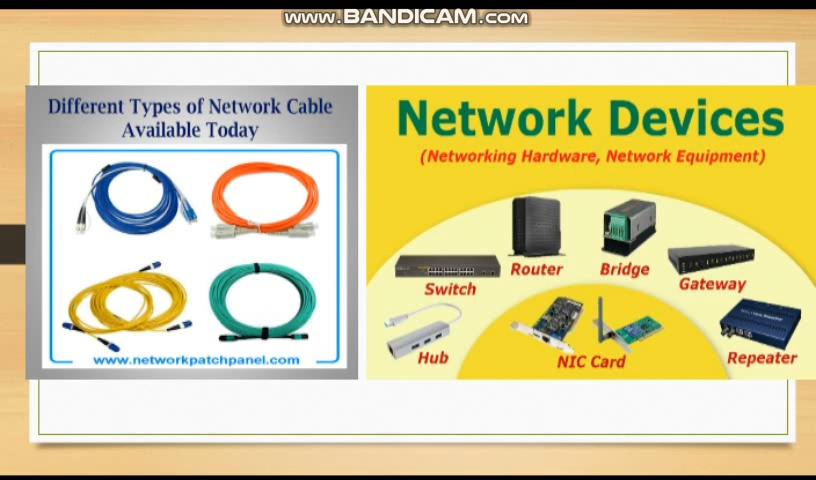 www.BANDICAM.com
Different Types of Network Cable
Available Today
www.networkpatchpanel.com
Network Devices
(Networking Hardware, Network Equipment)
Switch
Router
Bridge
Gateway
Hub
NIC Card
Repeater